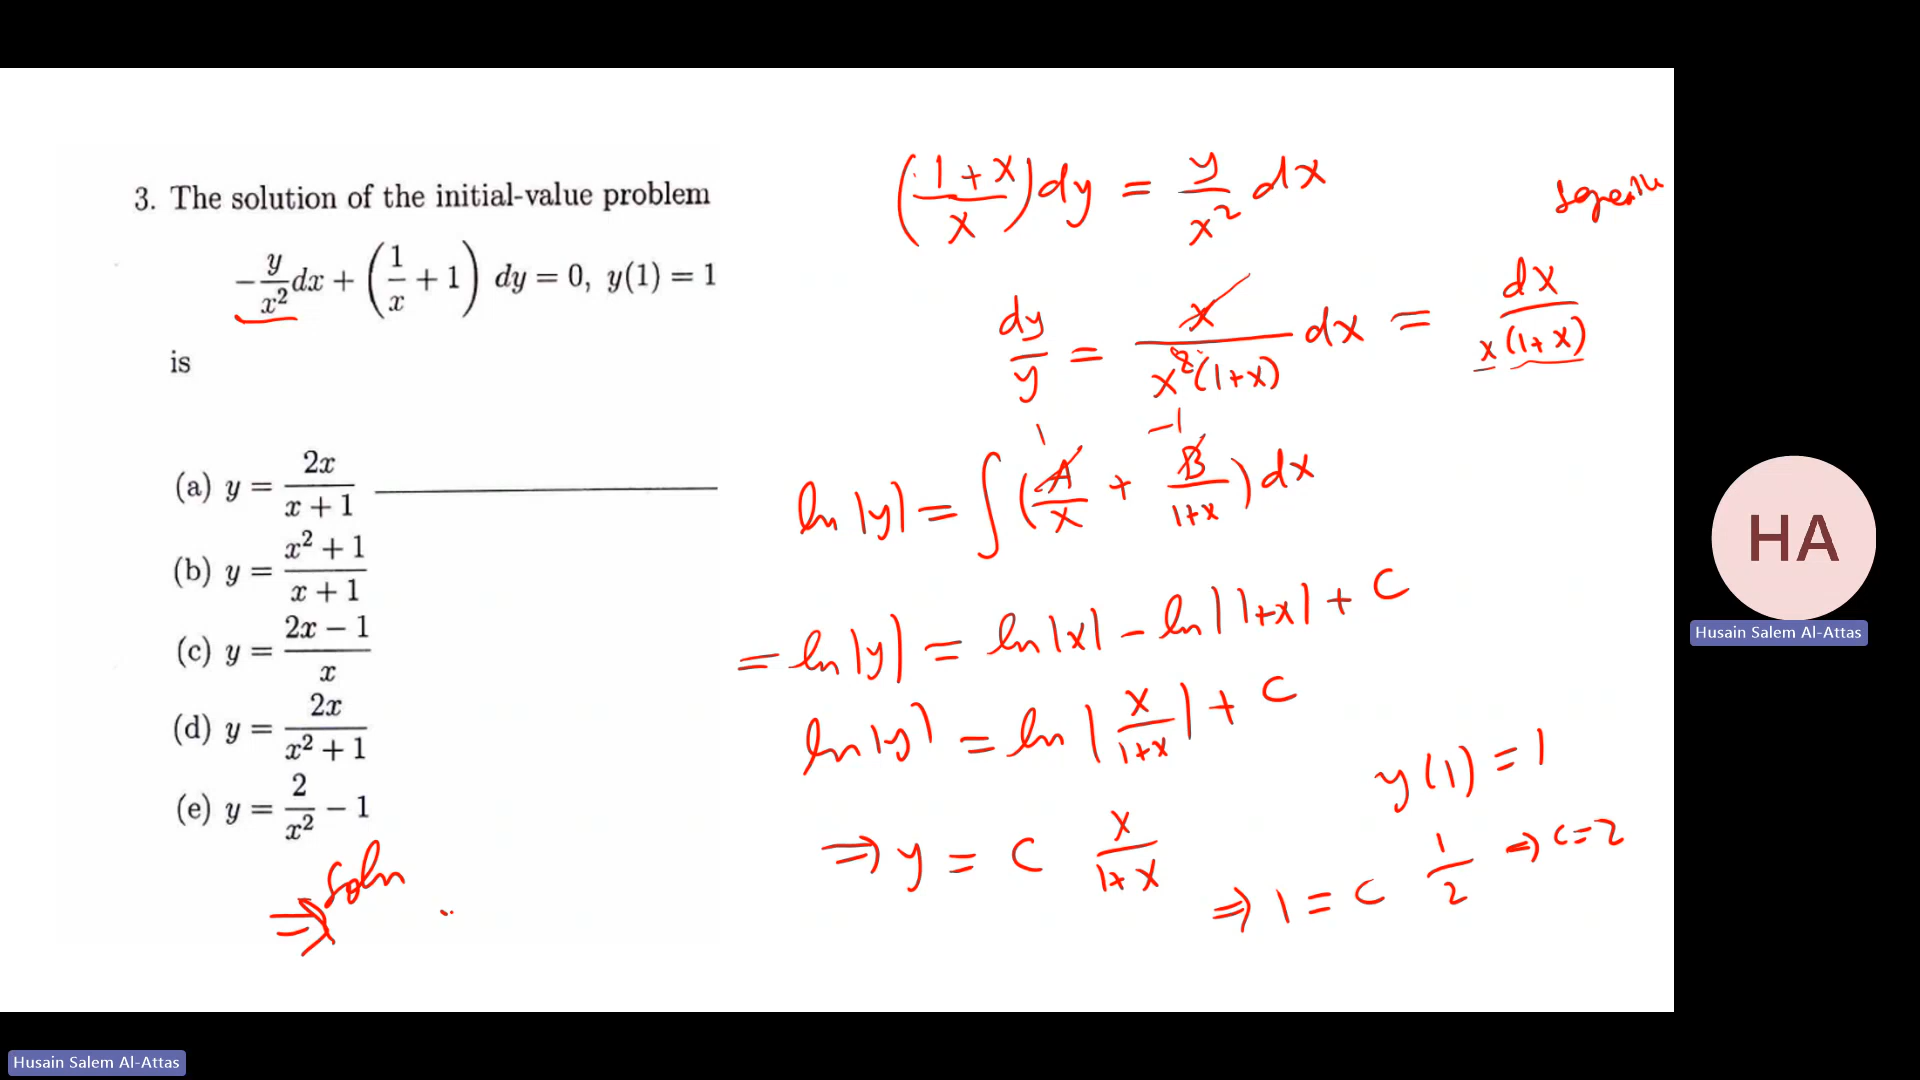 3. The solution of the initial-value problem
-y/x² dx + (1/x + 1) dy = 0, y(1) = 1
is
(a) y = 2x/(x + 1)
(b) y = (x² + 1)/(x + 1)
(c) y = (2x − 1)/x
(d) y = 2x/(x² + 1)
(e) y = 2/x² − 1
⇒ soln
((1+x)/x) dy = y/x² dx
dy/y = x/(x²(1+x)) dx = dx/(x(1+x))
1 -1
ln|y| = ∫(A/x + B/(1+x)) dx
= ln|y| = ln|x| - ln|1+x| + C
ln|y| = ln|x/(1+x)| + C
y(1) = 1
⇒ y = C x/(1+x)
⇒ 1 = C 1/2 ⇒ C=2
HA
Husain Salem Al-Attas
Husain Salem Al-Attas